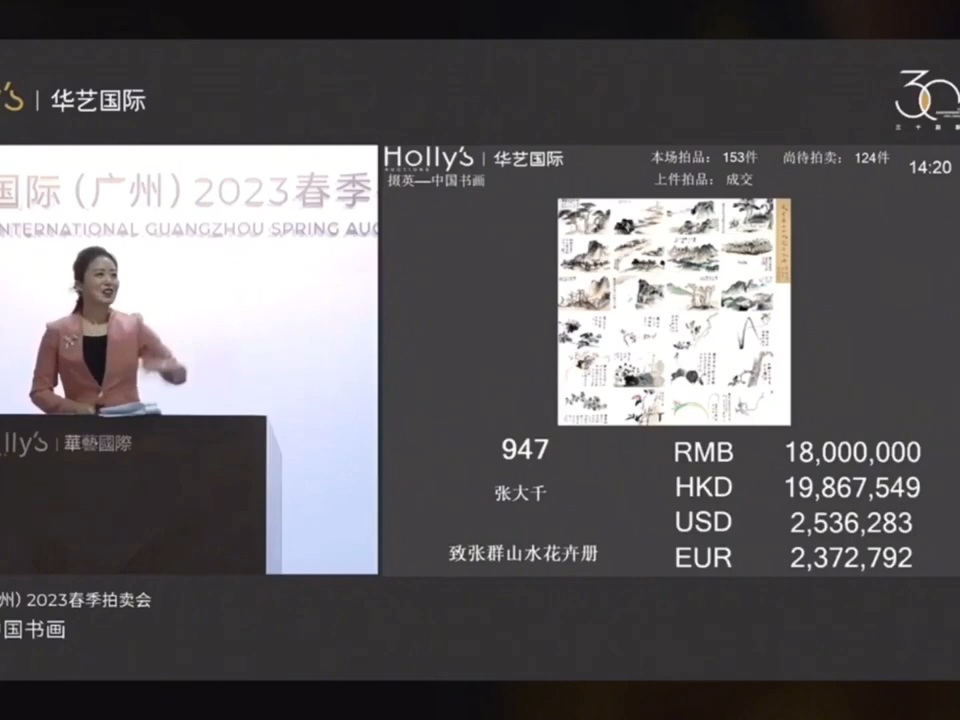 's | 华艺国际
30
国际（广州）2023春季
INTERNATIONAL GUANGZHOU SPRING AUC
lly's | 華藝國際
Holly's | 华艺国际
AUCTIONS
撷英—中国书画
本场拍品： 153件 尚待拍卖： 124件
上件拍品： 成交
14:20
947
张大千
致张群山水花卉册
RMB 18,000,000
HKD 19,867,549
USD 2,536,283
EUR 2,372,792
州）2023春季拍卖会
中国书画